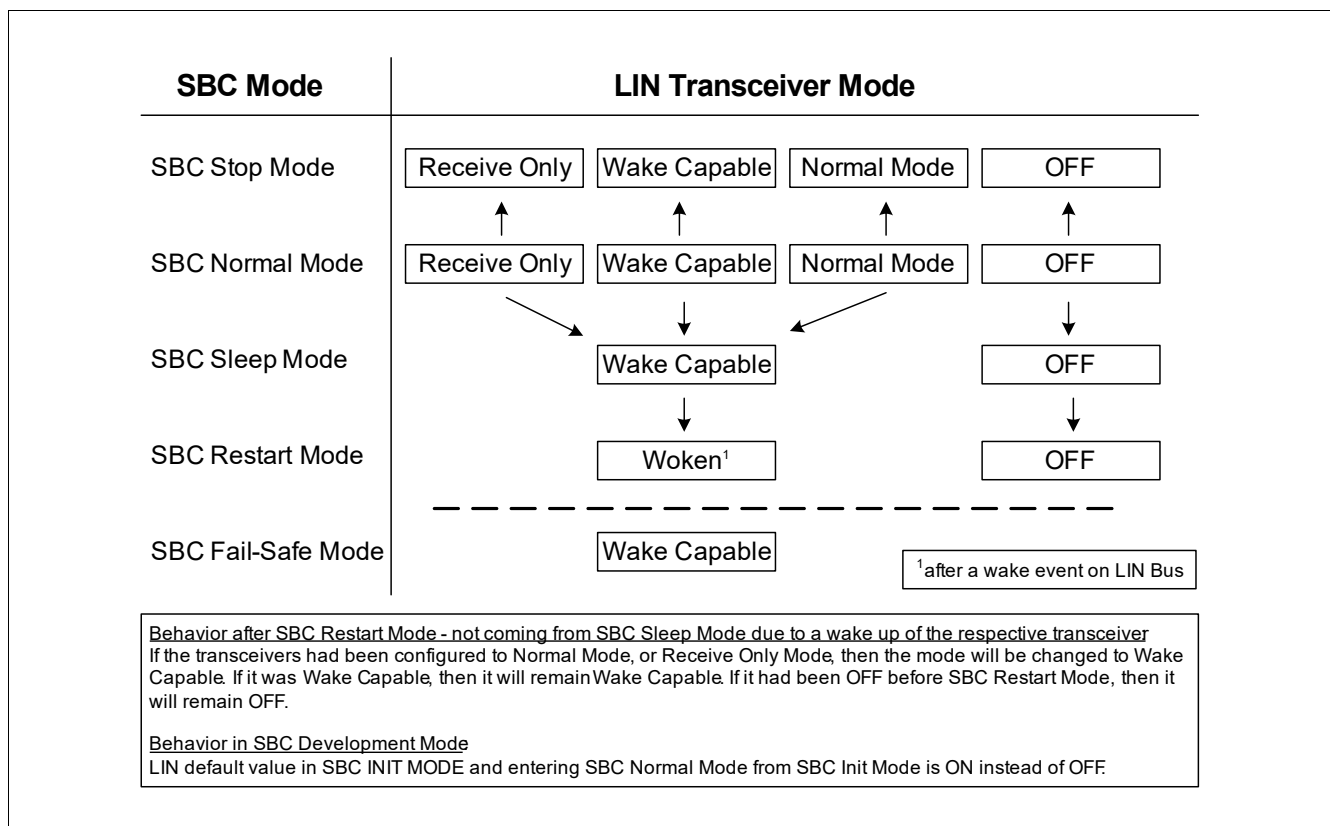 SBC Mode LIN Transceiver Mode
SBC Stop Mode Receive Only Wake Capable Normal Mode OFF
SBC Normal Mode Receive Only Wake Capable Normal Mode OFF
SBC Sleep Mode Wake Capable OFF
SBC Restart Mode Woken¹ OFF
SBC Fail-Safe Mode Wake Capable
¹after a wake event on LIN Bus
Behavior after SBC Restart Mode - not coming from SBC Sleep Mode due to a wake up of the respective transceiver
If the transceivers had been configured to Normal Mode, or Receive Only Mode, then the mode will be changed to Wake
Capable. If it was Wake Capable, then it will remain Wake Capable. If it had been OFF before SBC Restart Mode, then it
will remain OFF.
Behavior in SBC Development Mode
LIN default value in SBC INIT MODE and entering SBC Normal Mode from SBC Init Mode is ON instead of OFF.